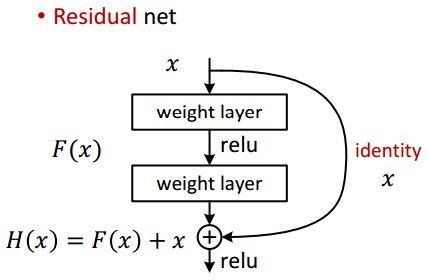 • Residual net
x
weight layer
relu
F(x)
weight layer
identity
x
H(x) = F(x) + x
+
relu